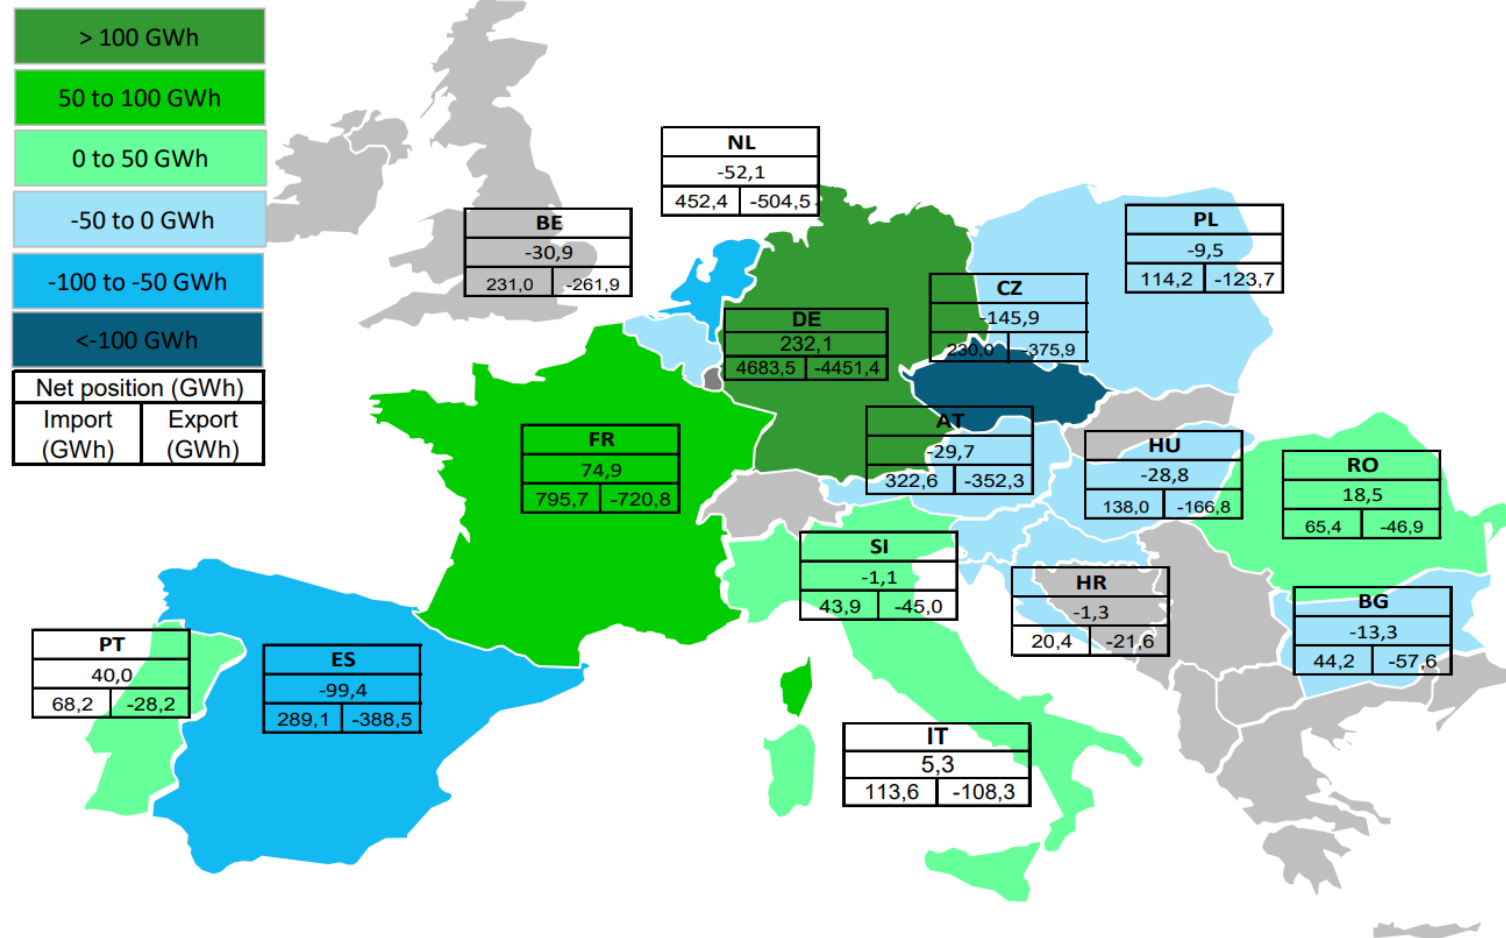 > 100 GWh
50 to 100 GWh
0 to 50 GWh
-50 to 0 GWh
-100 to -50 GWh
<-100 GWh
Net position (GWh)
Import (GWh)
Export (GWh)
NL
-52,1
452,4 -504,5
BE
-30,9
231,0 -261,9
PL
-9,5
114,2 -123,7
CZ
-145,9
230,0 -375,9
DE
232,1
4683,5 -4451,4
AT
-29,7
322,6 -352,3
FR
74,9
795,7 -720,8
HU
-28,8
138,0 -166,8
RO
18,5
65,4 -46,9
SI
-1,1
43,9 -45,0
HR
-1,3
20,4 -21,6
BG
-13,3
44,2 -57,6
PT
40,0
68,2 -28,2
ES
-99,4
289,1 -388,5
IT
5,3
113,6 -108,3